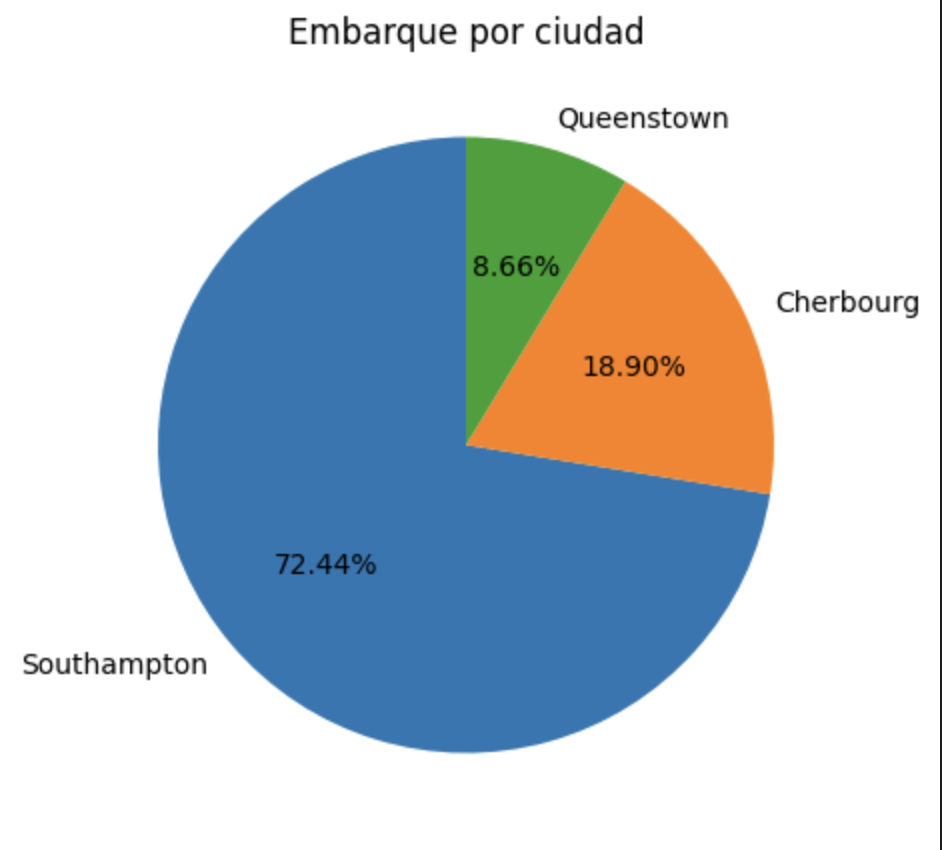 Embarque por ciudad
Queenstown
8.66%
Cherbourg
18.90%
72.44%
Southampton